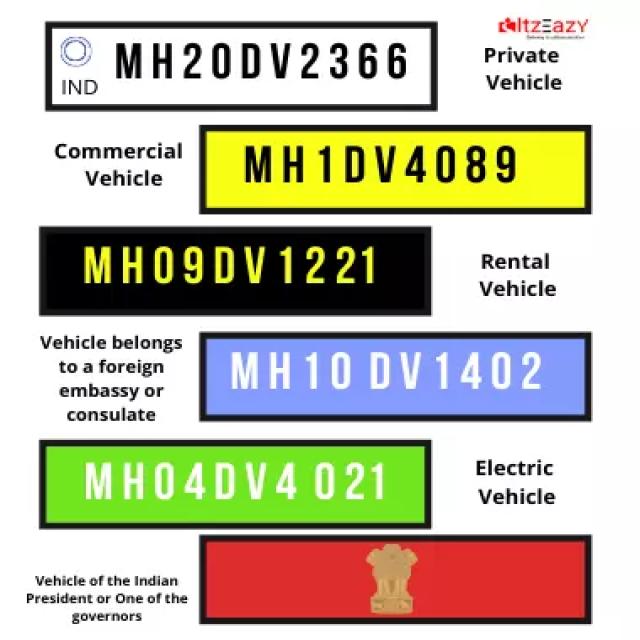 ItzEazy
MH20DV2366
IND
Private
Vehicle
Commercial
Vehicle
MH1DV4089
MH09DV1221
Rental
Vehicle
Vehicle belongs
to a foreign
embassy or
consulate
MH10 DV1402
MH04DV4 021
Electric
Vehicle
Vehicle of the Indian
President or One of the
governors